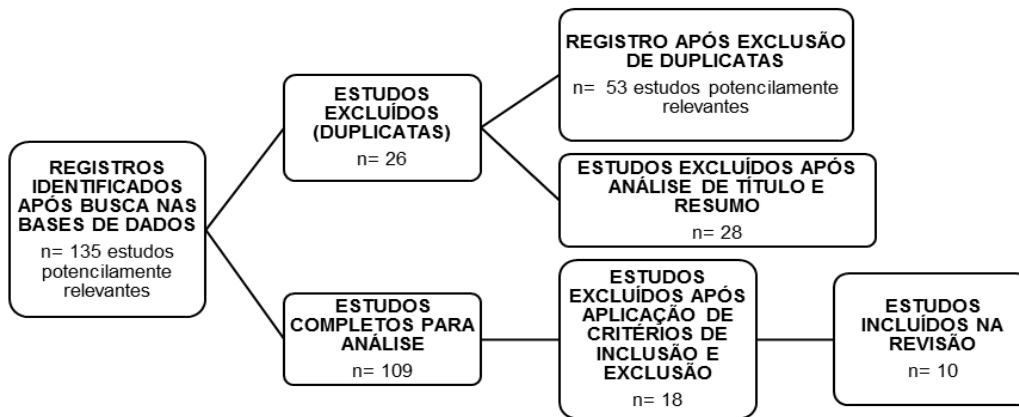 REGISTROS
IDENTIFICADOS
APÓS BUSCA NAS
BASES DE DADOS
n= 135 estudos
potencilamente
relevantes
ESTUDOS
EXCLUÍDOS
(DUPLICATAS)
n= 26
REGISTRO APÓS EXCLUSÃO
DE DUPLICATAS
n= 53 estudos potencilamente
relevantes
ESTUDOS EXCLUÍDOS APÓS
ANÁLISE DE TÍTULO E
RESUMO
n= 28
ESTUDOS
COMPLETOS PARA
ANÁLISE
n= 109
ESTUDOS
EXCLUÍDOS APÓS
APLICAÇÃO DE
CRITÉRIOS DE
INCLUSÃO E
EXCLUSÃO
n= 18
ESTUDOS
INCLUÍDOS NA
REVISÃO
n= 10